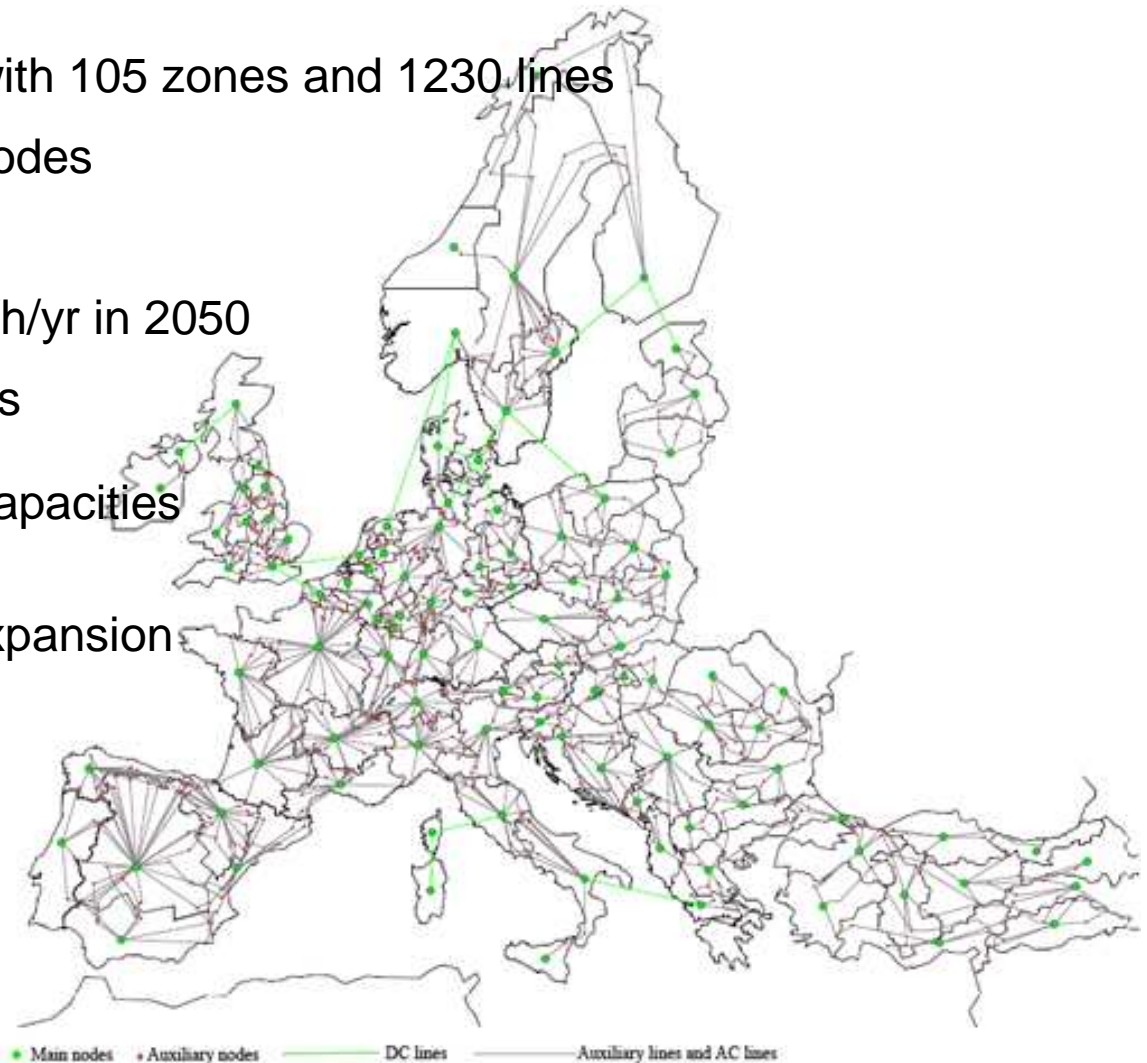 with 105 zones and 1230 lines
odes
h/yr in 2050
s
apacities
xpansion
Main nodes Auxiliary nodes DC lines Auxiliary lines and AC lines